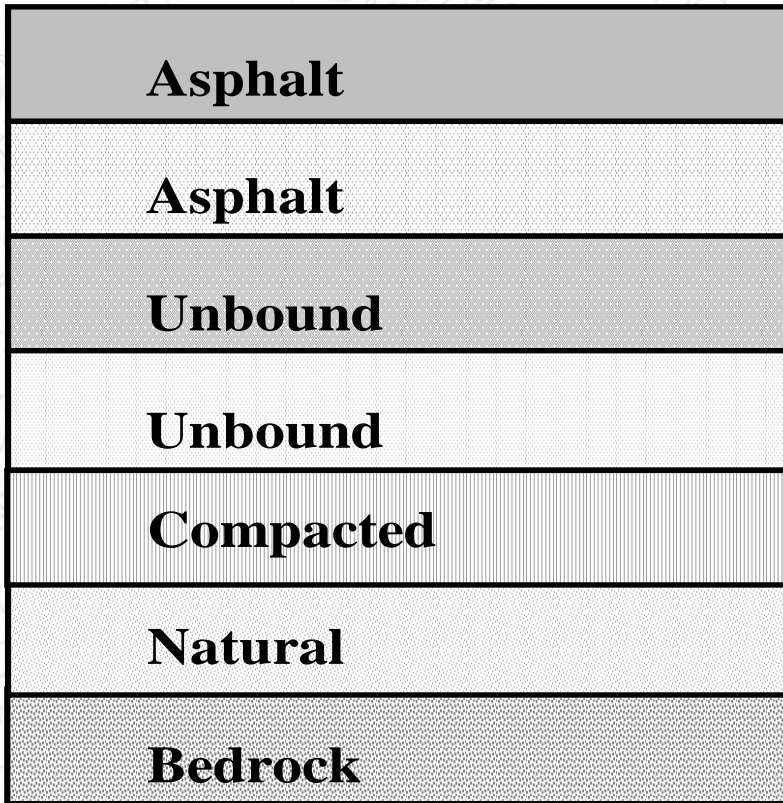 Asphalt
Asphalt
Unbound
Unbound
Compacted
Natural
Bedrock